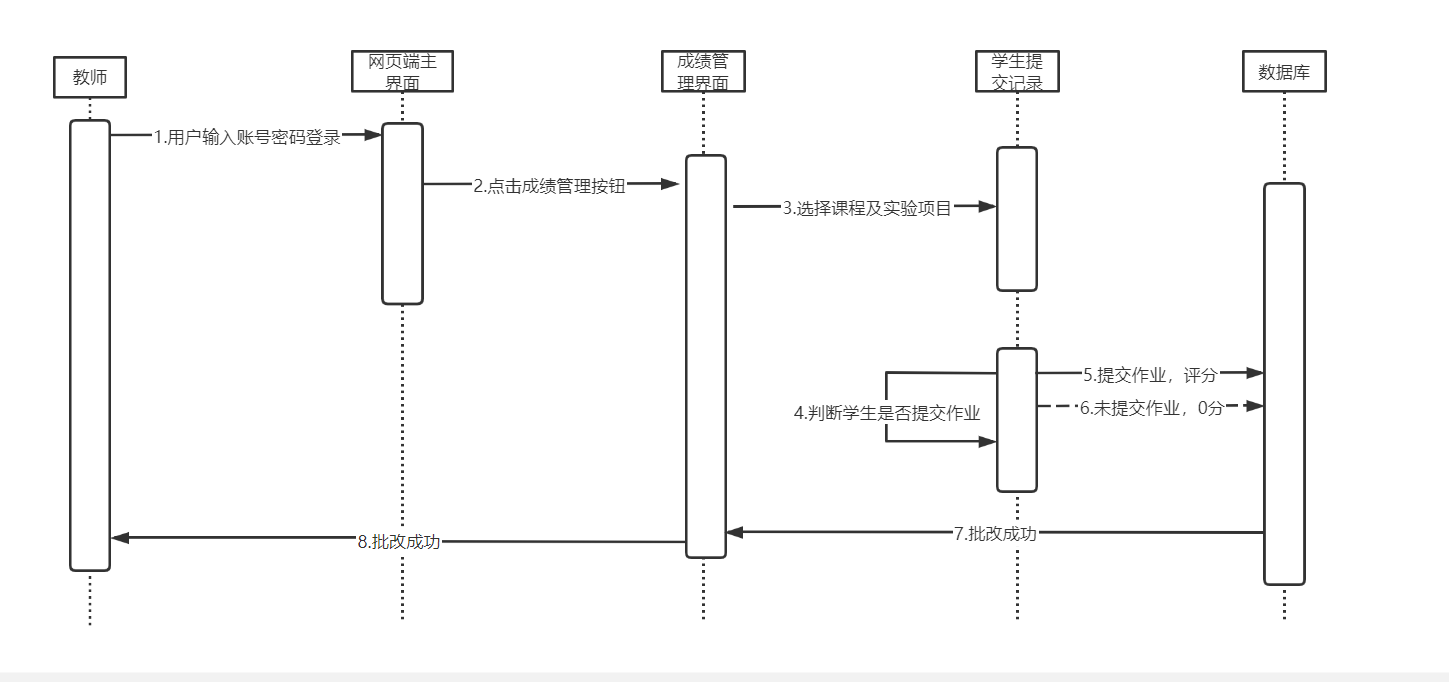 教师
网页端主
界面
成绩管
理界面
学生提
交记录
数据库
1.用户输入账号密码登录
2.点击成绩管理按钮
3.选择课程及实验项目
5.提交作业，评分
6.未提交作业，0分
4.判断学生是否提交作业
7.批改成功
8.批改成功